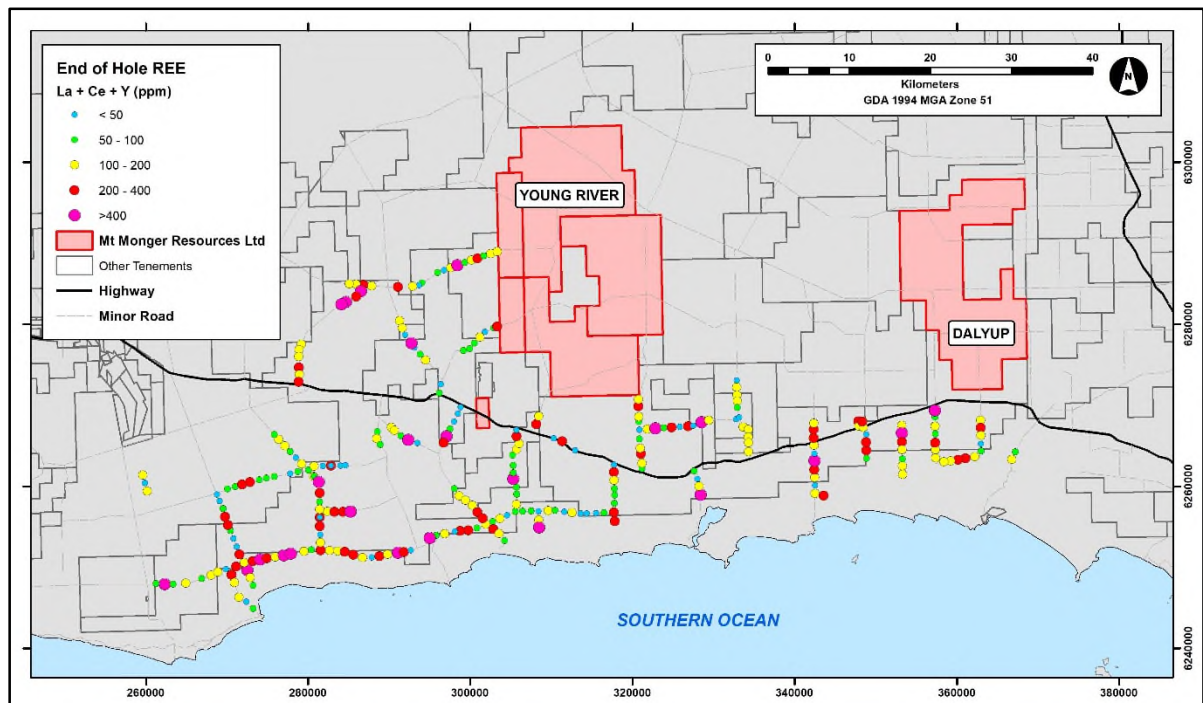 End of Hole REE
La + Ce + Y (ppm)
< 50
50 - 100
100 - 200
200 - 400
>400
Mt Monger Resources Ltd
Other Tenements
Highway
Minor Road
0 10 20 30 40
Kilometers
GDA 1994 MGA Zone 51
N
YOUNG RIVER
DALYUP
SOUTHERN OCEAN
6300000
6280000
6260000
6240000
260000 280000 300000 320000 340000 360000 380000